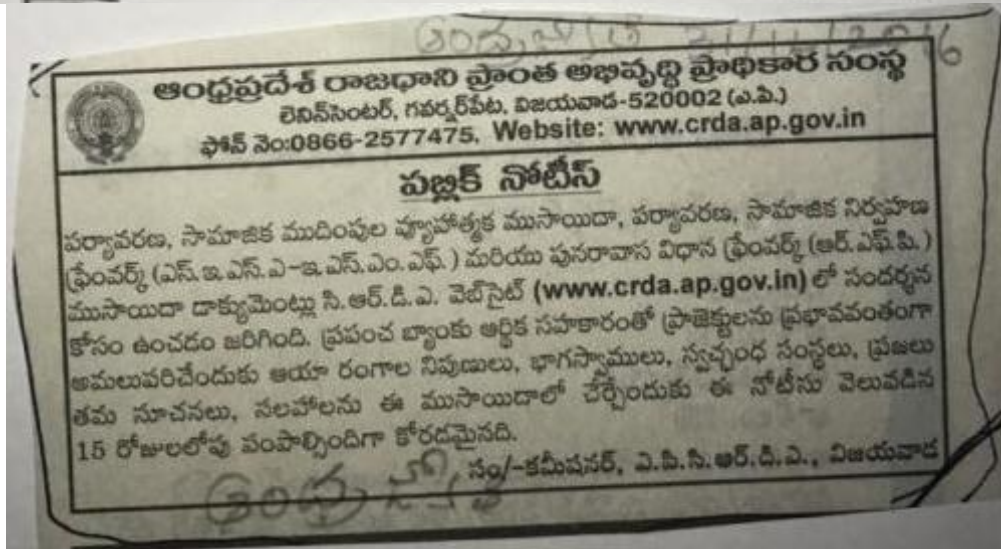 ఆంధ్రప్రదేశ్ రాజధాని ప్రాంత అభివృద్ధి ప్రాధికార సంస్థ
లెనిన్‌సెంటర్, గవర్నర్‌పేట, విజయవాడ-520002 (ఎ.పి.)
ఫోన్ నెం:0866-2577475, Website: www.crda.ap.gov.in
పబ్లిక్ నోటీస్
పర్యావరణ, సామాజిక ముదింపుల వ్యూహాత్మక ముసాయిదా, పర్యావరణ, సామాజిక నిర్వహణ
ఫ్రేంవర్క్ (ఎస్.ఇ.ఎస్.ఎ-ఇ.ఎస్.ఎం.ఎఫ్.) మరియు పునరావాస విధాన ఫ్రేంవర్క్ (ఆర్.ఎఫ్.పి.)
ముసాయిదా డాక్యుమెంట్లు సి.ఆర్.డి.ఎ. వెబ్‌సైట్ (www.crda.ap.gov.in) లో సందర్శన
కోసం ఉంచడం జరిగింది. ప్రపంచ బ్యాంకు ఆర్థిక సహకారంతో ప్రాజెక్టులను ప్రభావవంతంగా
అమలుపరిచేందుకు ఆయా రంగాల నిపుణులు, భాగస్వాములు, స్వచ్ఛంధ సంస్థలు, ప్రజలు
తమ సూచనలు, సలహాలను ఈ ముసాయిదాలో చేర్చేందుకు ఈ నోటీసు వెలువడిన
15 రోజులలోపు పంపాల్సిందిగా కోరడమైనది.
సం/-కమీషనర్, ఎ.పి.సి.ఆర్.డి.ఎ., విజయవాడ